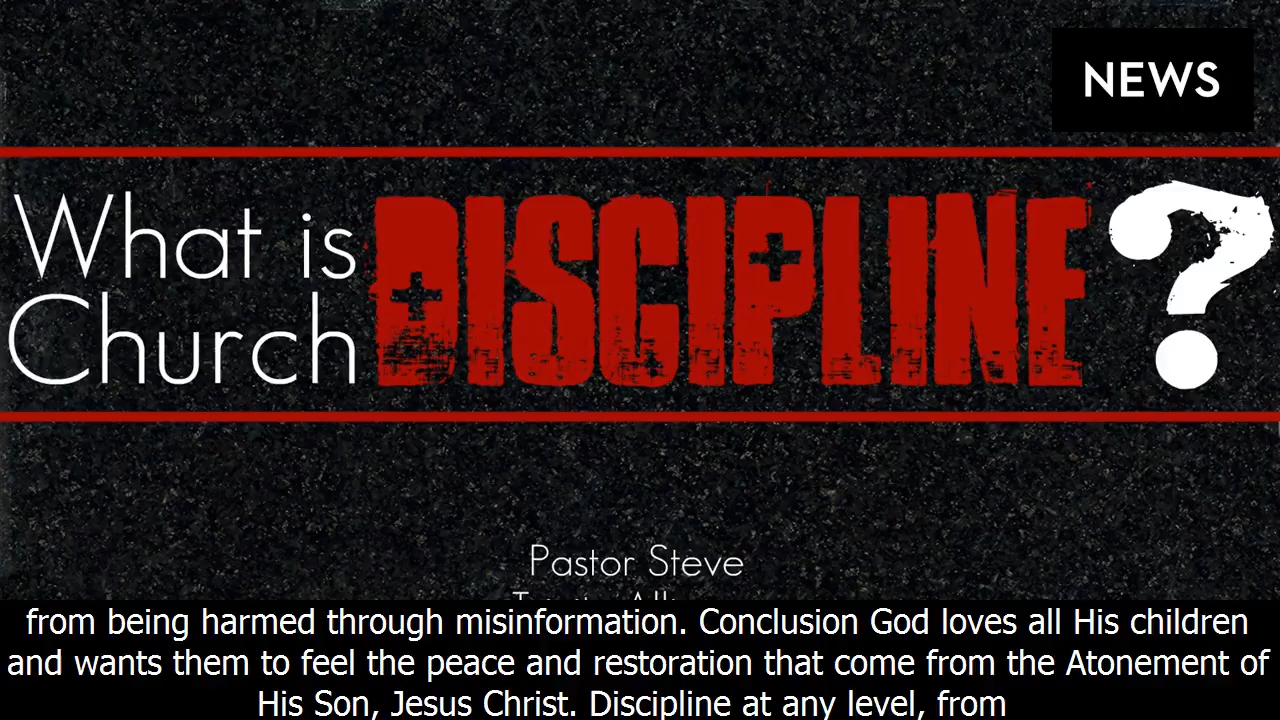 NEWS
What is
Church
DISCIPLINE?
Pastor Steve
from being harmed through misinformation. Conclusion God loves all His children
and wants them to feel the peace and restoration that come from the Atonement of
His Son, Jesus Christ. Discipline at any level, from